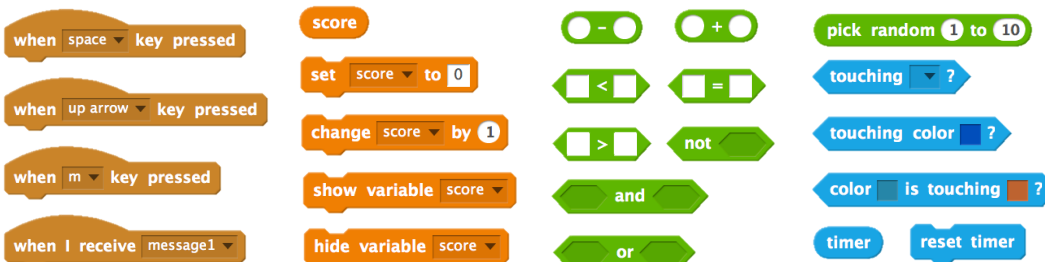 when space key pressed
when up arrow key pressed
when m key pressed
when I receive message1
score
set score to 0
change score by 1
show variable score
hide variable score
-
+
<
=
>
not
and
or
pick random 1 to 10
touching ?
touching color ?
color is touching ?
timer
reset timer